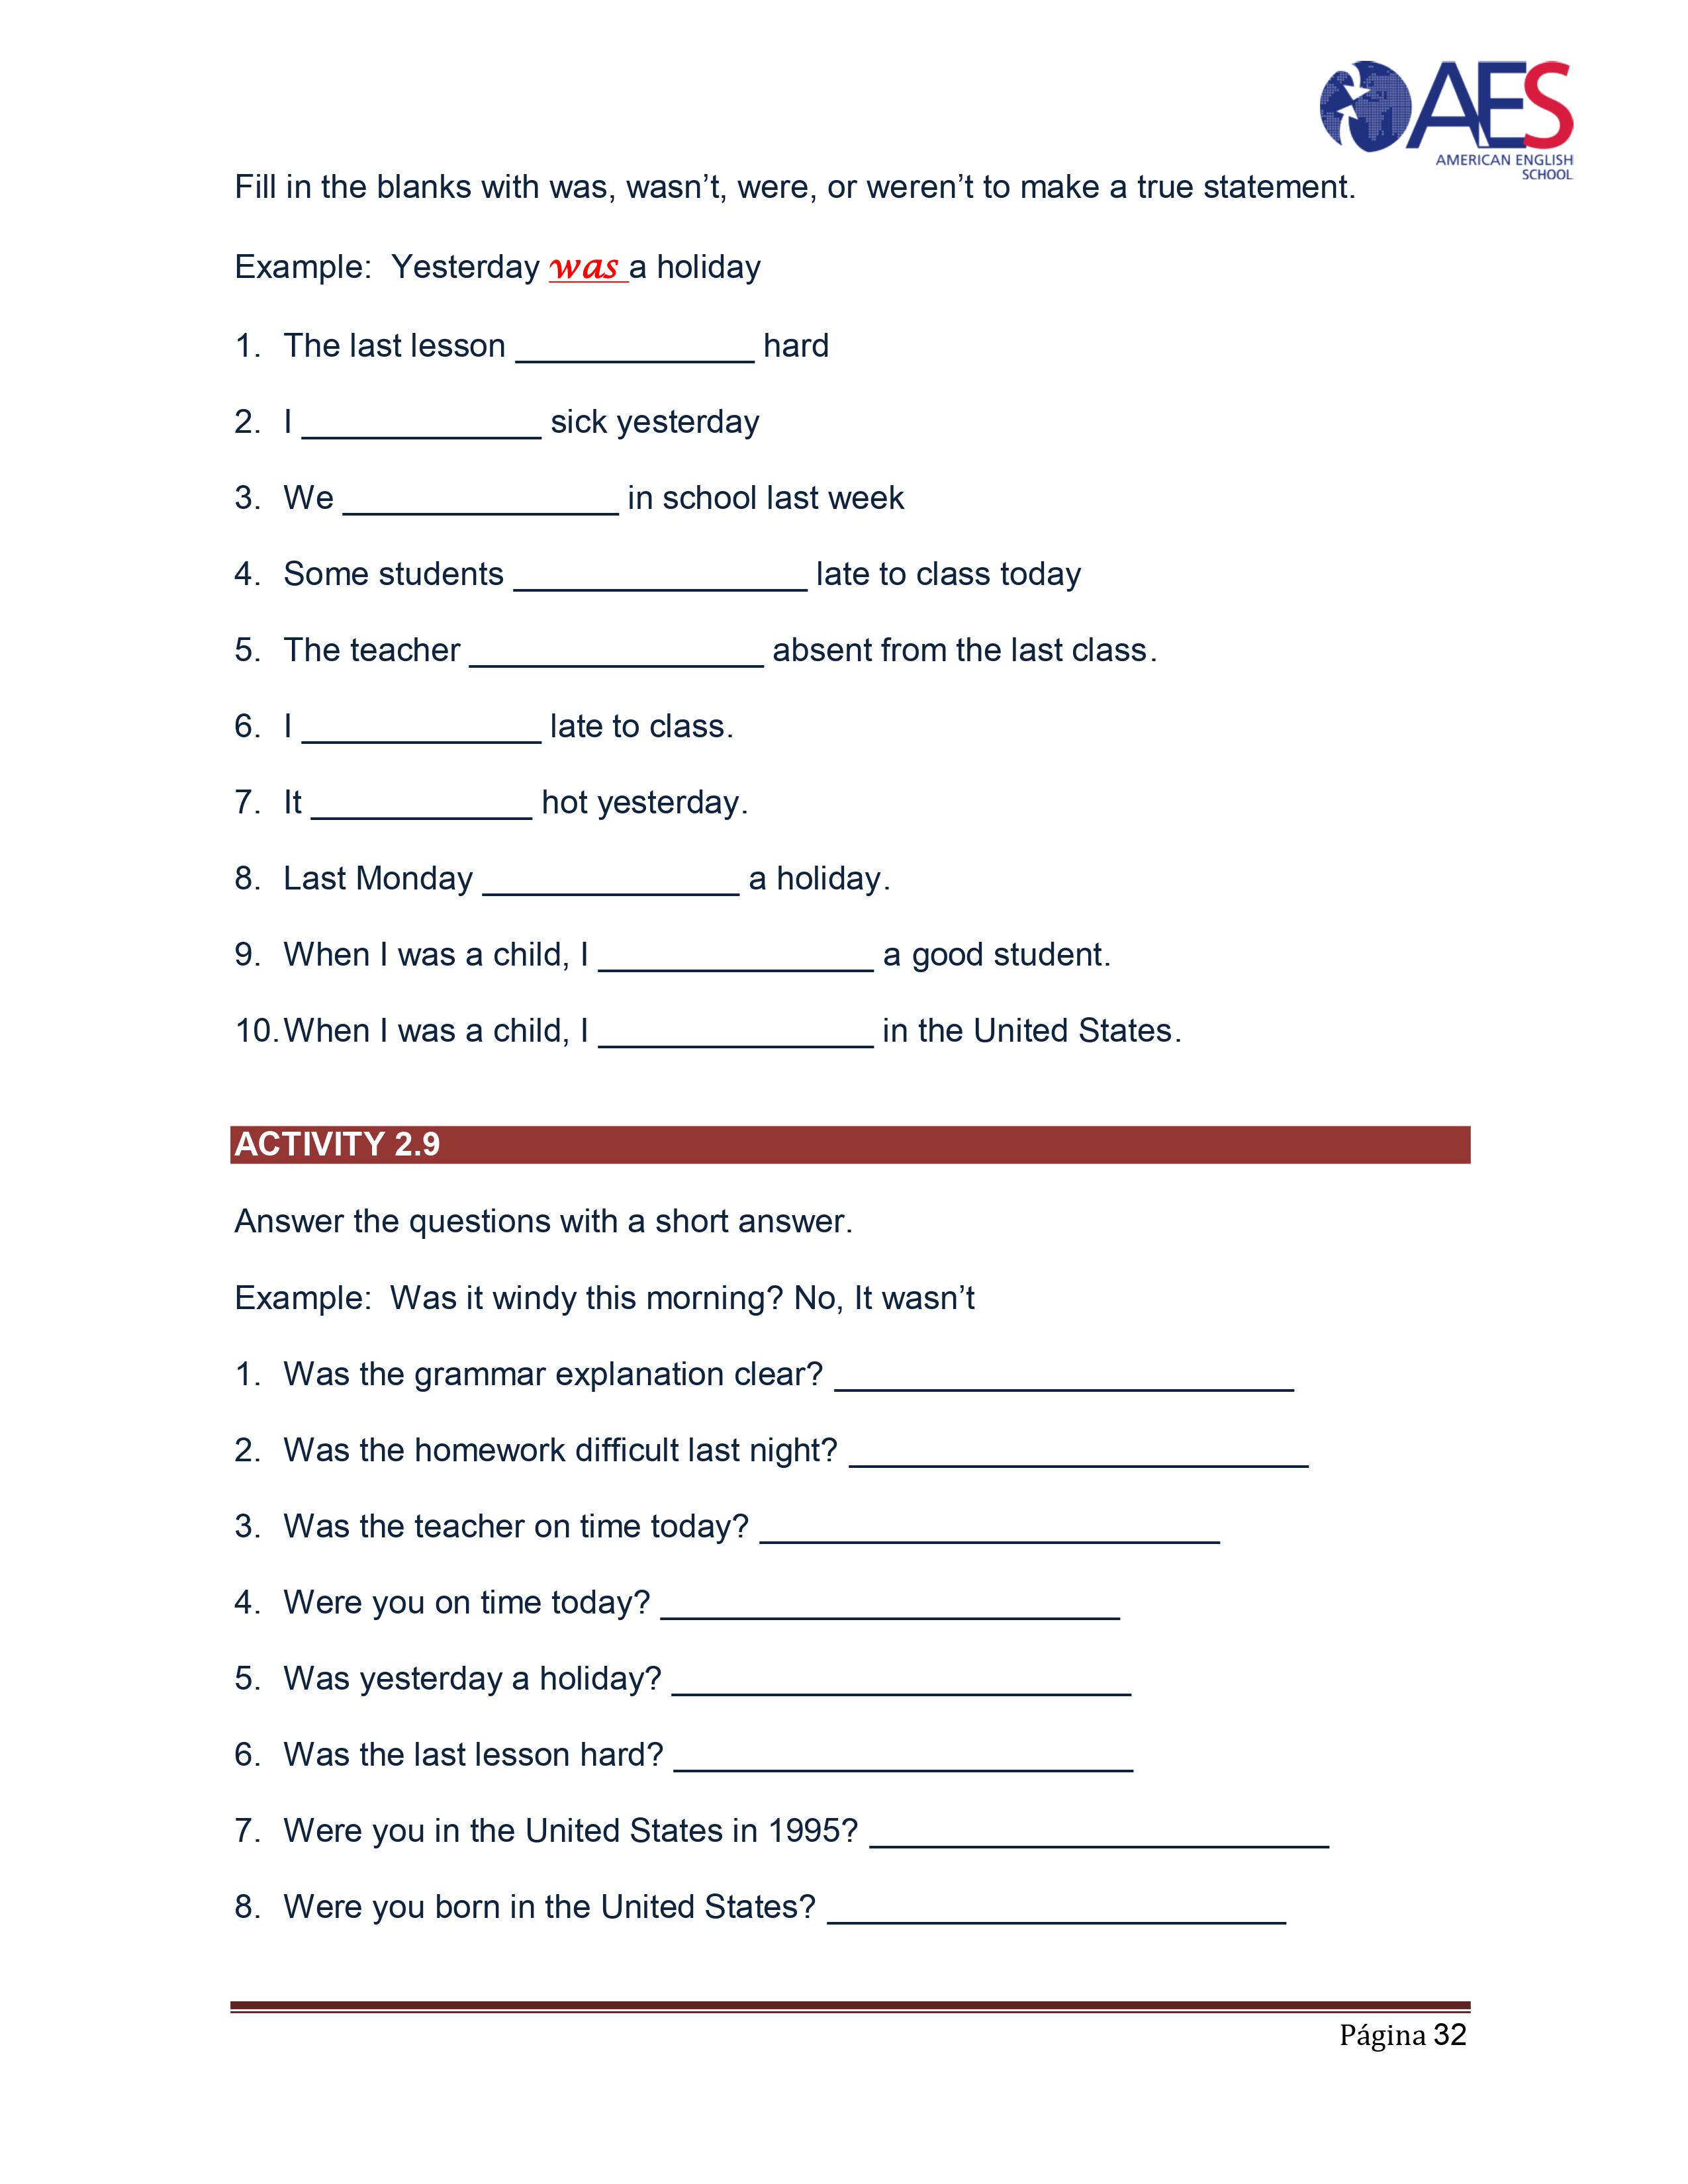 AES
AMERICAN ENGLISH
SCHOOL
Fill in the blanks with was, wasn’t, were, or weren’t to make a true statement.
Example:  Yesterday was a holiday
1. The last lesson _____________ hard
2. I _____________ sick yesterday
3. We _______________ in school last week
4. Some students ________________ late to class today
5. The teacher ________________ absent from the last class.
6. I _____________ late to class.
7. It ____________ hot yesterday.
8. Last Monday ______________ a holiday.
9. When I was a child, I _______________ a good student.
10. When I was a child, I _______________ in the United States.
ACTIVITY 2.9
Answer the questions with a short answer.
Example:  Was it windy this morning? No, It wasn’t
1. Was the grammar explanation clear? _________________________
2. Was the homework difficult last night? _________________________
3. Was the teacher on time today? _________________________
4. Were you on time today? _________________________
5. Was yesterday a holiday? _________________________
6. Was the last lesson hard? _________________________
7. Were you in the United States in 1995? _________________________
8. Were you born in the United States? _________________________
Página 32